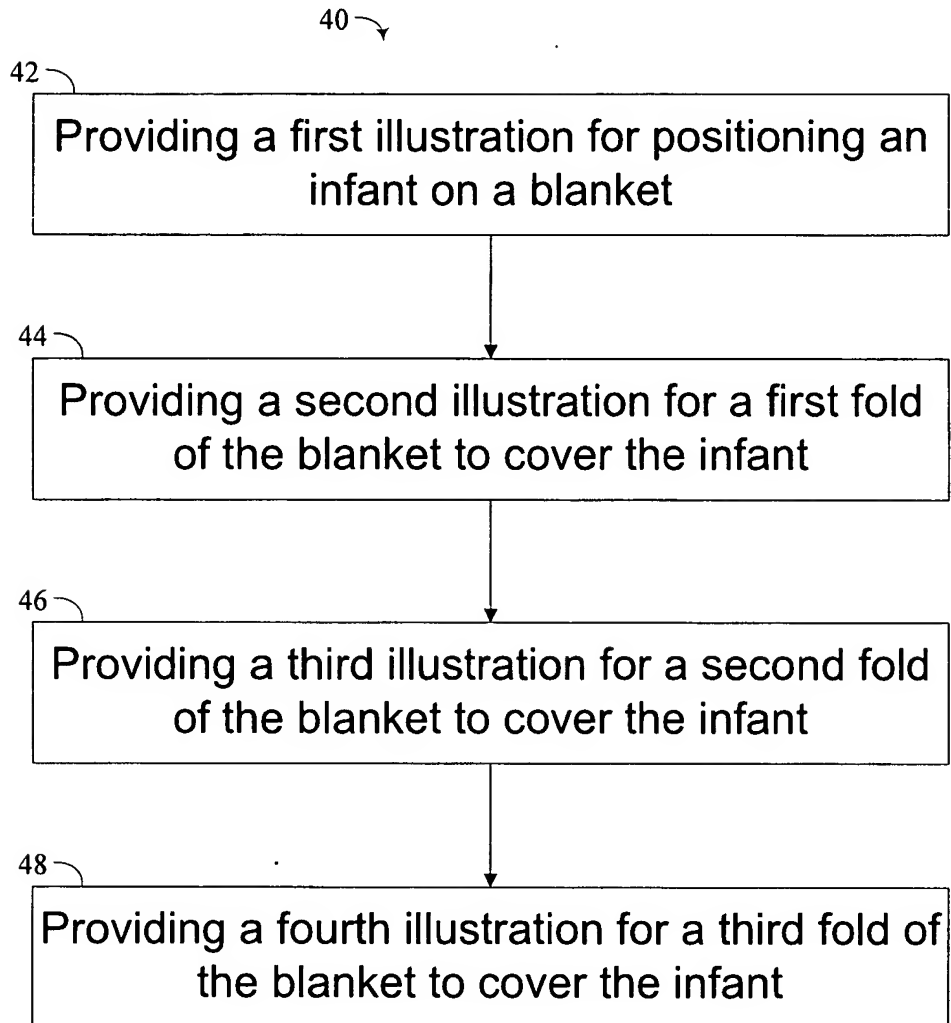 40
42
Providing a first illustration for positioning an
infant on a blanket
44
Providing a second illustration for a first fold
of the blanket to cover the infant
46
Providing a third illustration for a second fold
of the blanket to cover the infant
48
Providing a fourth illustration for a third fold of
the blanket to cover the infant